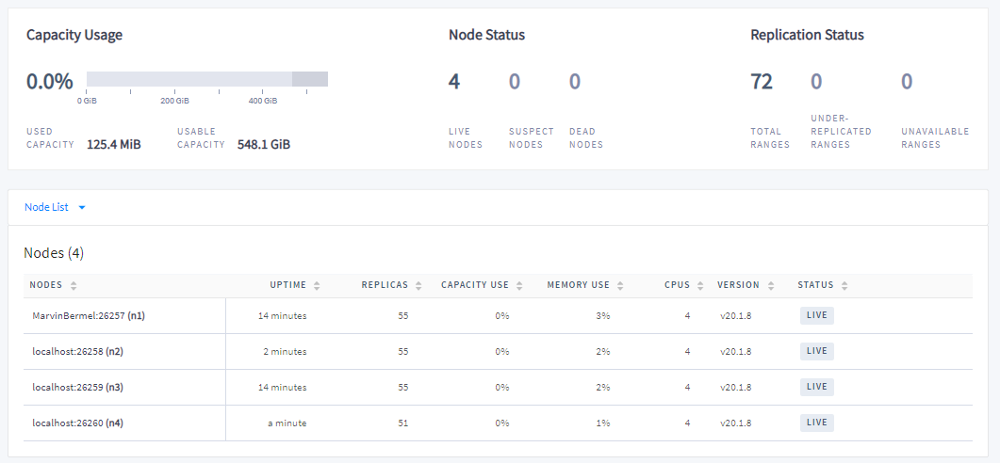 Capacity Usage
Node Status
Replication Status
0.0%
0 GiB 200 GiB 400 GiB
4 0 0
72 0 0
USED CAPACITY 125.4 MiB
USABLE CAPACITY 548.1 GiB
LIVE NODES
SUSPECT NODES
DEAD NODES
TOTAL RANGES
UNDER-REPLICATED RANGES
UNAVAILABLE RANGES
Node List
Nodes (4)
NODES UPTIME REPLICAS CAPACITY USE MEMORY USE CPUS VERSION STATUS
MarvinBermel:26257 (n1) 14 minutes 55 0% 3% 4 v20.1.8 LIVE
localhost:26258 (n2) 2 minutes 55 0% 2% 4 v20.1.8 LIVE
localhost:26259 (n3) 14 minutes 55 0% 2% 4 v20.1.8 LIVE
localhost:26260 (n4) a minute 51 0% 1% 4 v20.1.8 LIVE